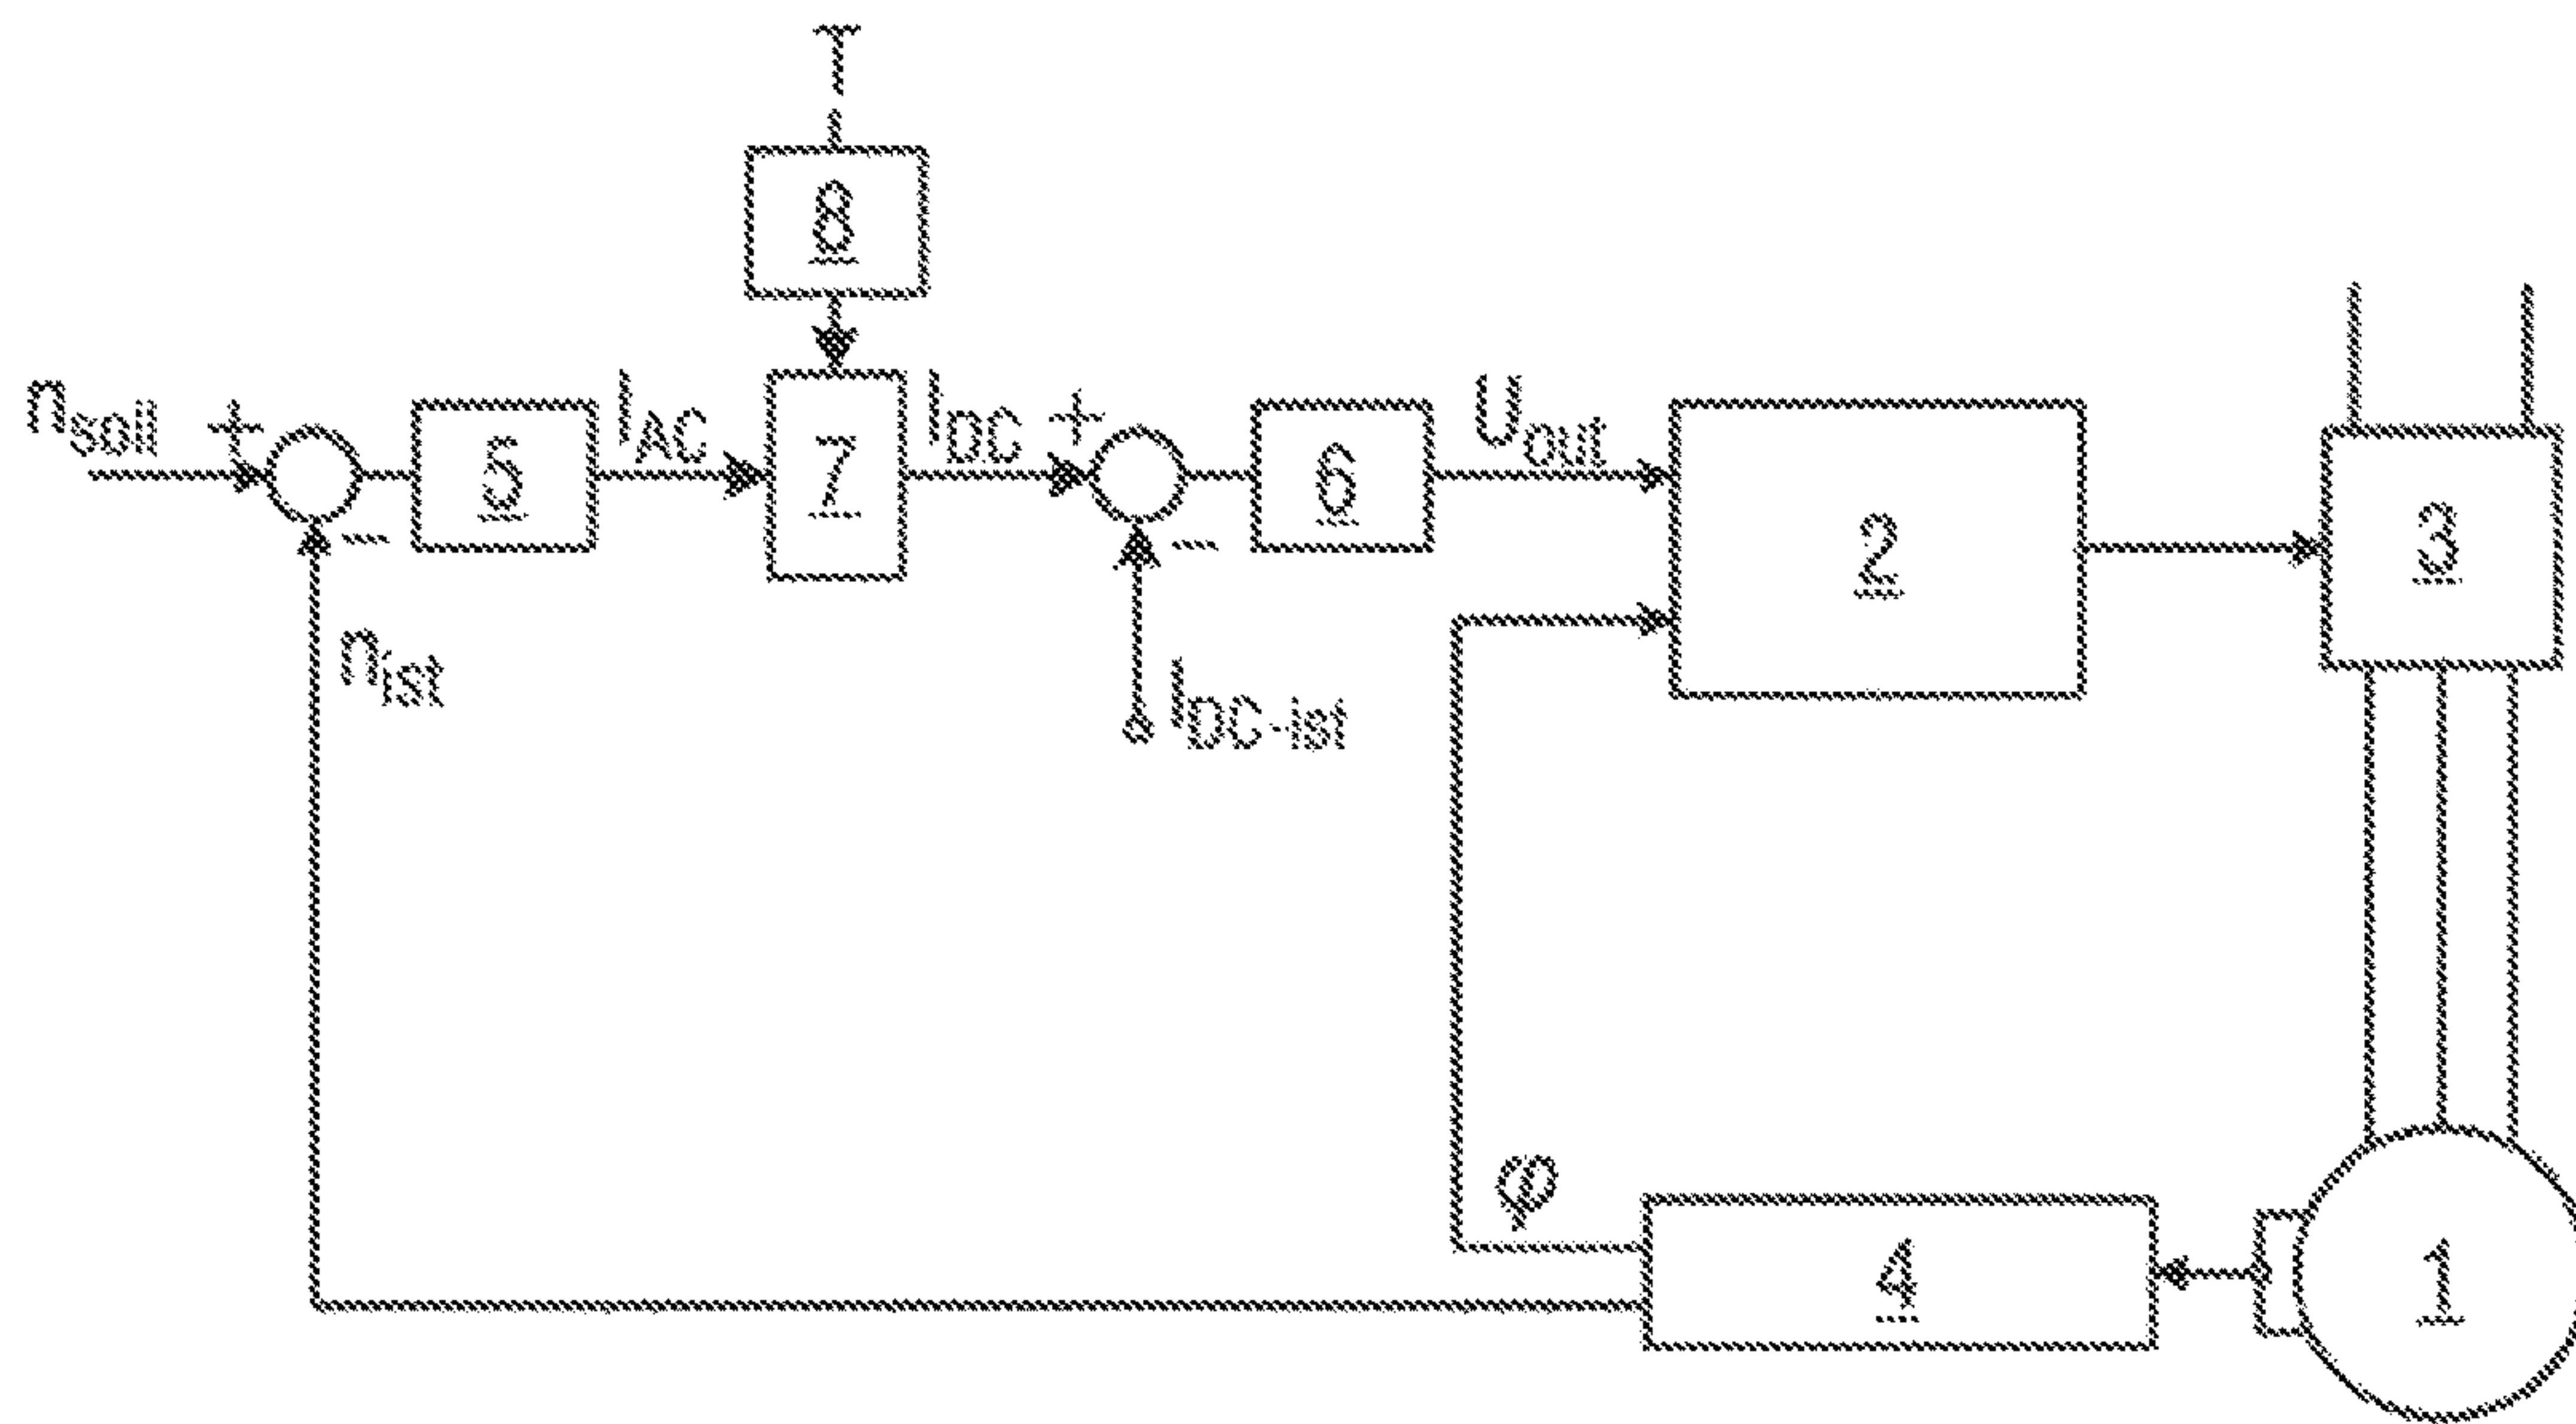 8
n_soll + 5 I_AC 7 I_DC + 6 U_out 2 3
-
-
n_ist
I_DC-ist
φ
4 1